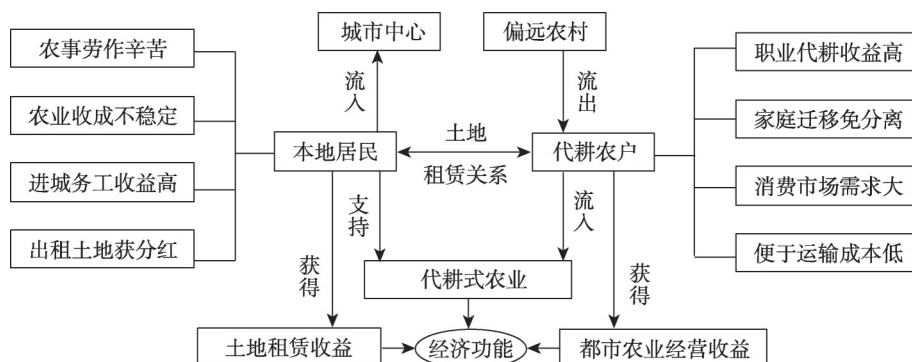 城市中心
偏远农村
农事劳作辛苦
职业代耕收益高
流入
流出
农业收成不稳定
家庭迁移免分离
本地居民
土地
租赁关系
代耕农户
进城务工收益高
消费市场需求大
支持
流入
出租土地获分红
便于运输成本低
获得
代耕式农业
获得
土地租赁收益
经济功能
都市农业经营收益